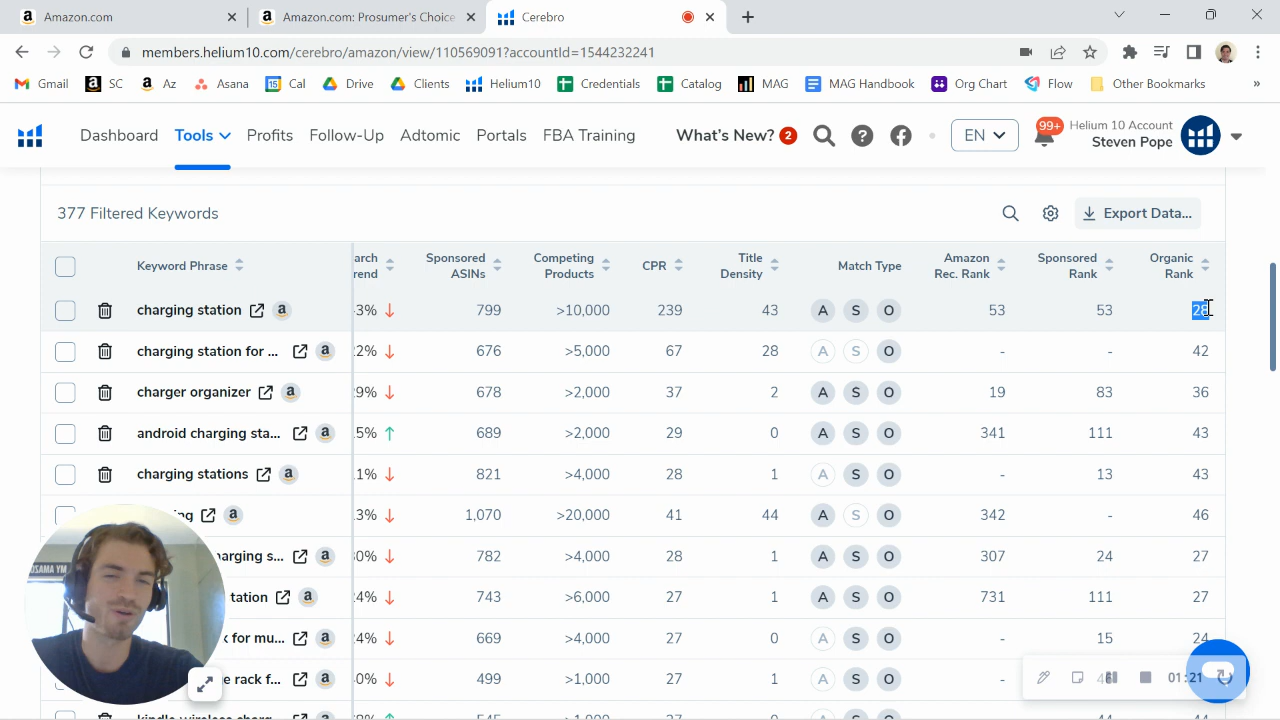 Amazon.com
Amazon.com: Prosumer's Choice
Cerebro
members.helium10.com/cerebro/amazon/view/110569091?accountId=1544232241
Gmail SC Az Asana Cal Drive Clients Helium10 Credentials Catalog MAG MAG Handbook Org Chart Flow Other Bookmarks »
Dashboard Tools Profits Follow-Up Adtomic Portals FBA Training What's New? 2 EN 99+ Helium 10 Account
Steven Pope
377 Filtered Keywords
Export Data...
Keyword Phrase arch rend Sponsored ASINs Competing Products CPR Title Density Match Type Amazon Rec. Rank Sponsored Rank Organic Rank
charging station 3% 799 >10,000 239 43 A S O 53 53 28
charging station for ... 2% 676 >5,000 67 28 A S O - - 42
charger organizer 9% 678 >2,000 37 2 A S O 19 83 36
android charging sta... 5% 689 >2,000 29 0 A S O 341 111 43
charging stations 1% 821 >4,000 28 1 A S O - 13 43
ng 3% 1,070 >20,000 41 44 A S O 342 - 46
harging s... 0% 782 >4,000 28 1 A S O 307 24 27
tation 4% 743 >6,000 27 1 A S O 731 111 27
k for mu... 4% 669 >4,000 27 0 A S O - 15 24
e rack f... 0% 499 >1,000 27 1 A S O -
01:21